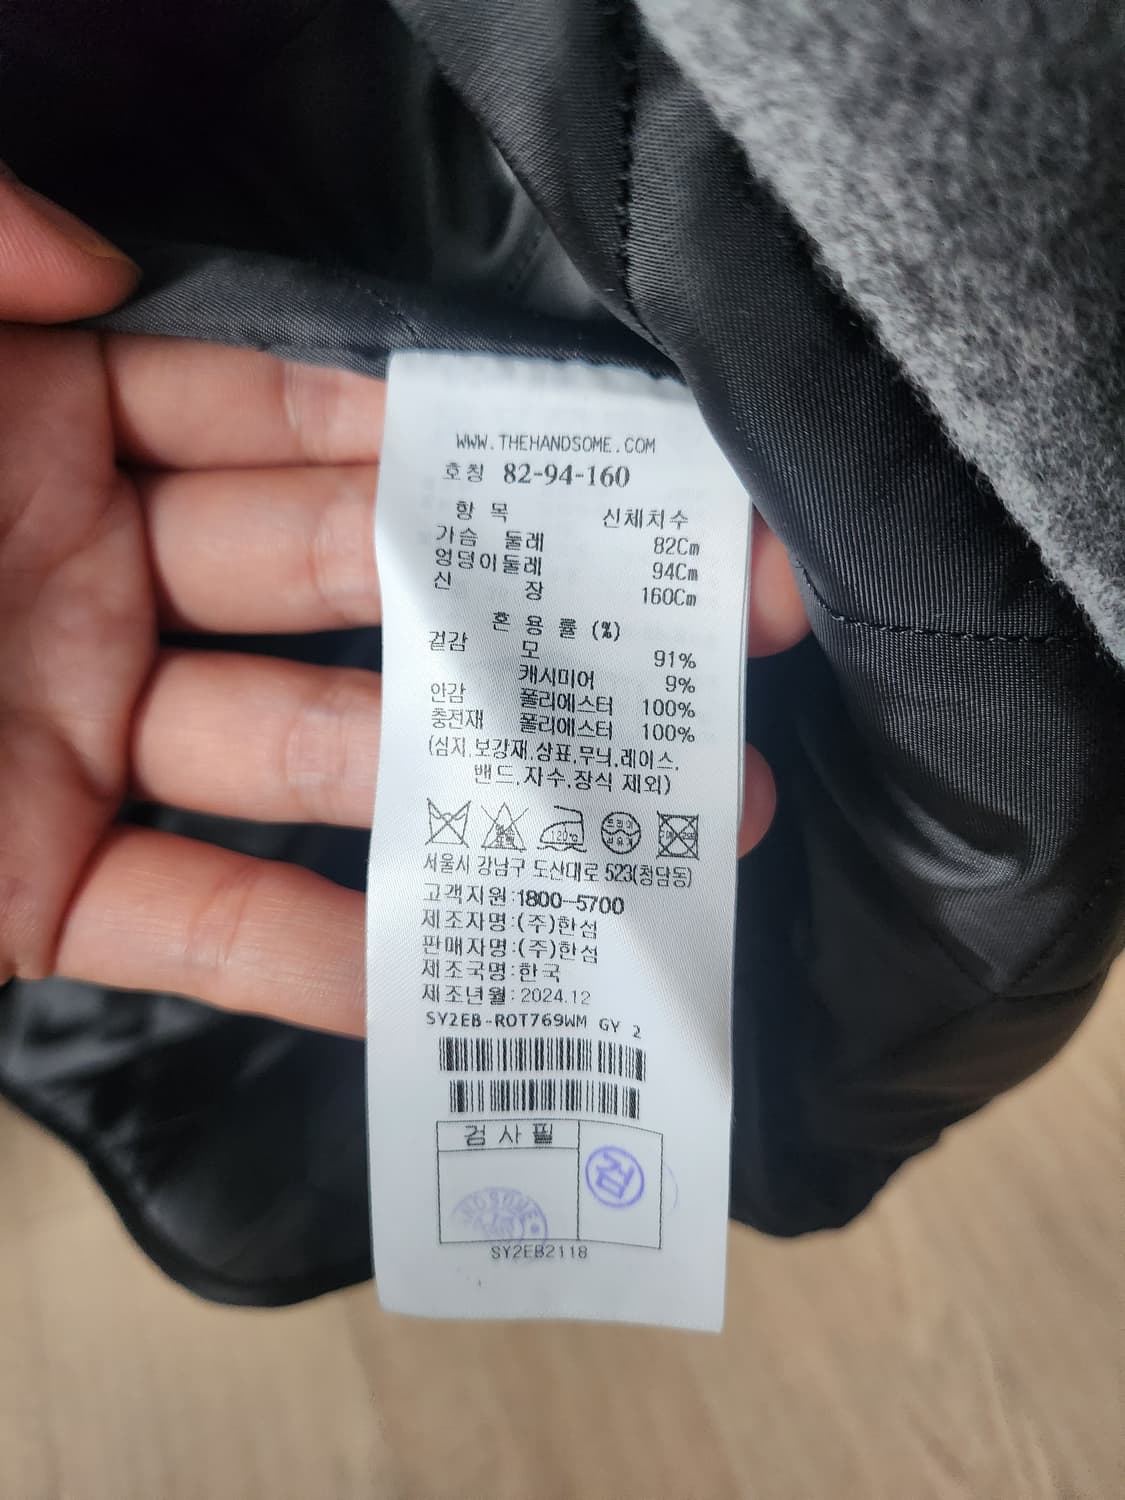 WWW.THEHANDSOME.COM
호칭 82-94-160
항 목 신체치수
가슴 둘레 82Cm
엉덩이둘레 94Cm
신 장 160Cm
혼 용 률 (%)
겉감 모 91%
캐시미어 9%
안감 폴리에스터 100%
충전재 폴리에스터 100%
(심지,보강재,상표,무늬,레이스,
밴드,자수,장식 제외)
120℃
서울시 강남구 도산대로 523(청담동)
고객지원:1800-5700
제조자명:(주)한섬
판매자명:(주)한섬
제조국명:한국
제조년월:2024.12
SY2EB-ROT769WM GY 2
검 사 필
검
SY2EB2118